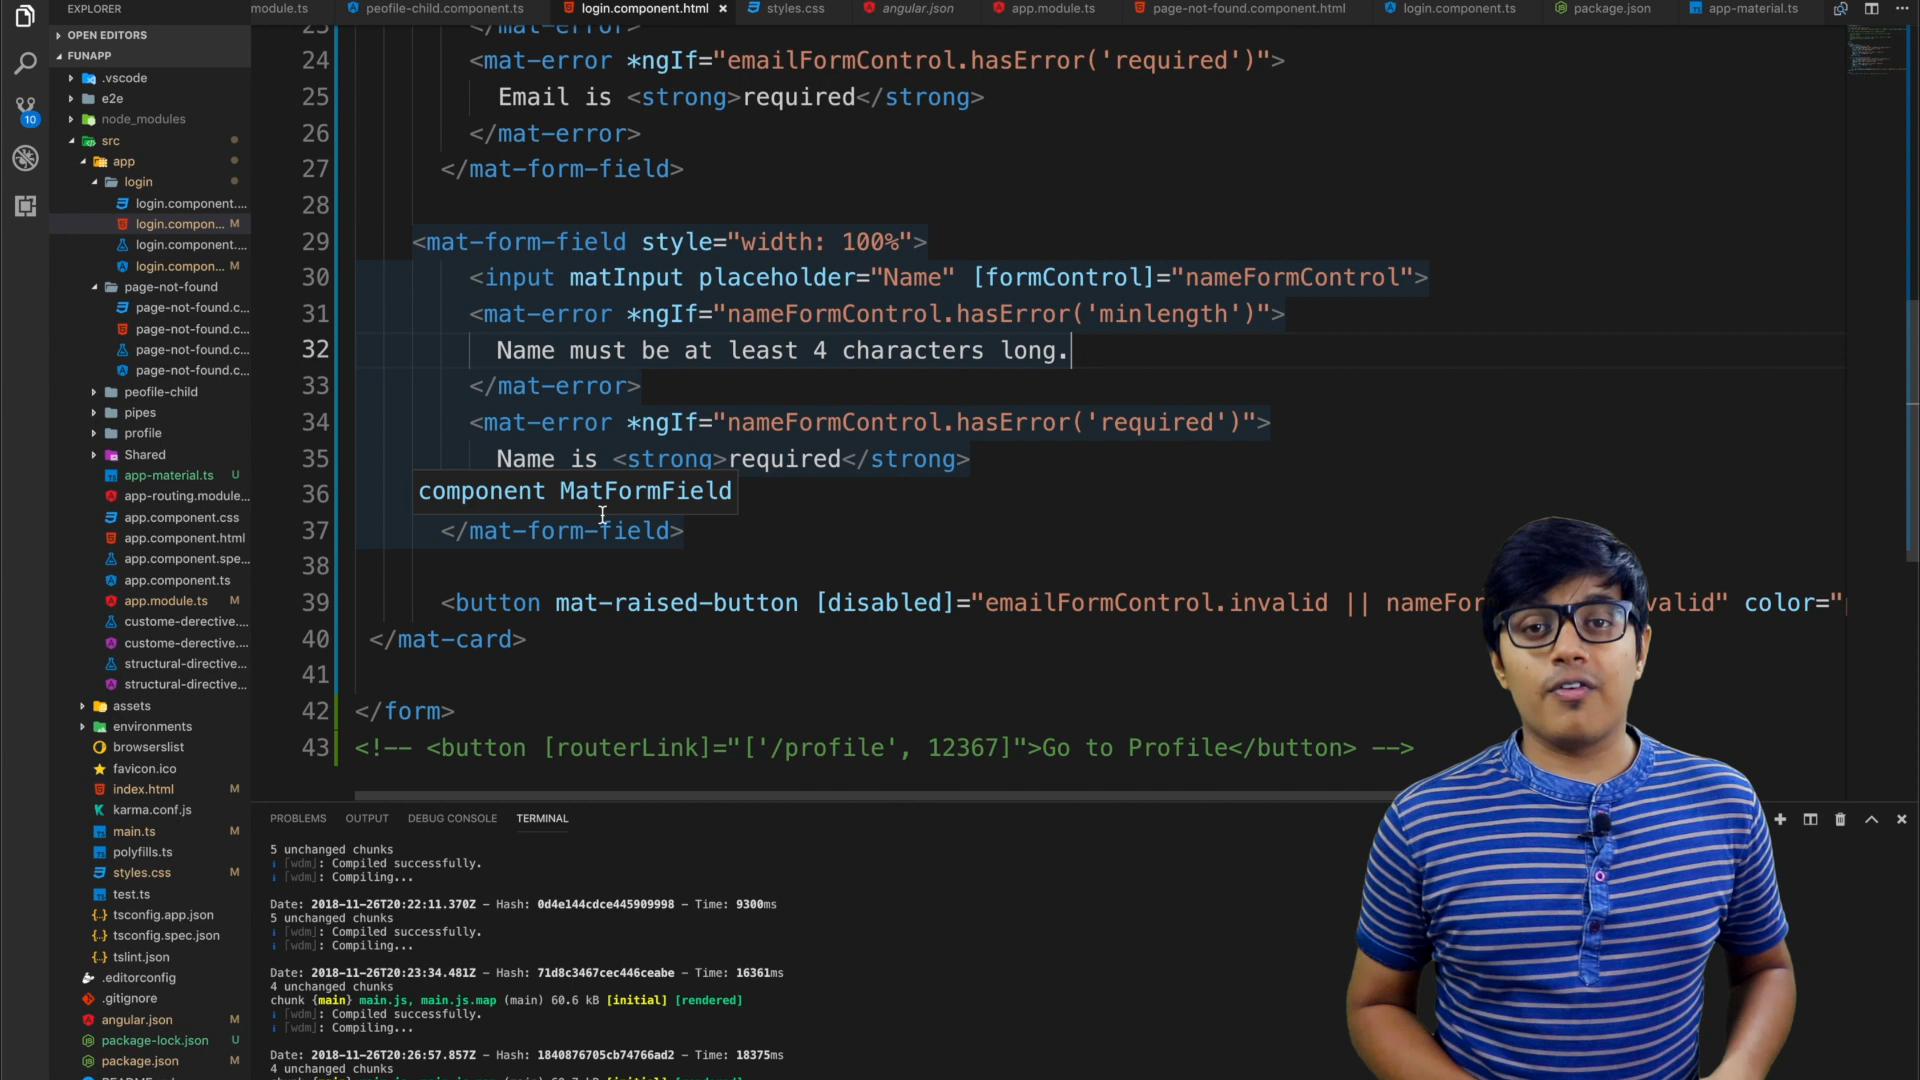 EXPLORER
module.ts
peofile-child.component.ts
login.component.html
styles.css
angular.json
app.module.ts
page-not-found.component.html
login.component.ts
package.json
app-material.ts
OPEN EDITORS
FUNAPP
.vscode
e2e
node_modules
src
app
login
login.component....
login.compon... M
login.component....
login.compon... M
page-not-found
page-not-found.c...
page-not-found.c...
page-not-found.c...
page-not-found.c...
peofile-child
pipes
profile
Shared
app-material.ts U
app-routing.module...
app.component.css
app.component.html
app.component.spe...
app.component.ts
app.module.ts M
custome-derective....
custome-derective....
structural-directive...
structural-directive...
assets
environments
browserslist
favicon.ico
index.html M
karma.conf.js
main.ts M
polyfills.ts
styles.css M
test.ts
tsconfig.app.json
tsconfig.spec.json
tslint.json
.editorconfig
.gitignore
angular.json M
package-lock.json U
package.json M
10
23 </mat-error>
24 <mat-error *ngIf="emailFormControl.hasError('required')">
25 Email is <strong>required</strong>
26 </mat-error>
27 </mat-form-field>
28
29 <mat-form-field style="width: 100%">
30 <input matInput placeholder="Name" [formControl]="nameFormControl">
31 <mat-error *ngIf="nameFormControl.hasError('minlength')">
32 Name must be at least 4 characters long.
33 </mat-error>
34 <mat-error *ngIf="nameFormControl.hasError('required')">
35 Name is <strong>required</strong>
36
component MatFormField
37 </mat-form-field>
38
39 <button mat-raised-button [disabled]="emailFormControl.invalid || nameFor valid" color="
40 </mat-card>
41
42 </form>
43 <!-- <button [routerLink]="['/profile', 12367]">Go to Profile</button> -->
PROBLEMS OUTPUT DEBUG CONSOLE TERMINAL
5 unchanged chunks
i ｢wdm｣: Compiled successfully.
i ｢wdm｣: Compiling...
Date: 2018-11-26T20:22:11.370Z - Hash: 0d4e144cdce445909998 - Time: 9300ms
5 unchanged chunks
i ｢wdm｣: Compiled successfully.
i ｢wdm｣: Compiling...
Date: 2018-11-26T20:23:34.481Z - Hash: 71d8c3467cec446ceabe - Time: 16361ms
4 unchanged chunks
chunk {main} main.js, main.js.map (main) 60.6 kB [initial] [rendered]
i ｢wdm｣: Compiled successfully.
i ｢wdm｣: Compiling...
Date: 2018-11-26T20:26:57.857Z - Hash: 1840876705cb74766ad2 - Time: 18375ms
4 unchanged chunks